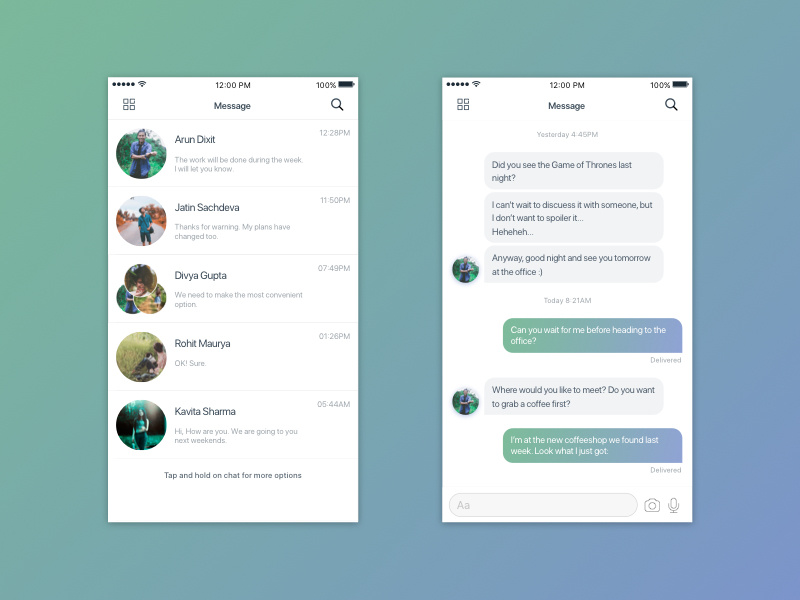 12:00 PM
100%
Message
12:28PM
Arun Dixit
The work will be done during the week.
I will let you know.
11:50PM
Jatin Sachdeva
Thanks for warning. My plans have
changed too.
07:49PM
Divya Gupta
We need to make the most convenient
option.
01:26PM
Rohit Maurya
OK! Sure.
05:44AM
Kavita Sharma
Hi, How are you. We are going to you
next weekends.
Tap and hold on chat for more options
12:00 PM
100%
Message
Yesterday 4:45PM
Did you see the Game of Thrones last
night?
I can't wait to discuess it with someone, but
I don't want to spoiler it...
Heheheh...
Anyway, good night and see you tomorrow
at the office :)
Today 8:21AM
Can you wait for me before heading to the
office?
Delivered
Where would you like to meet? Do you want
to grab a coffee first?
I'm at the new coffeeshop we found last
week. Look what I just got:
Delivered
Aa